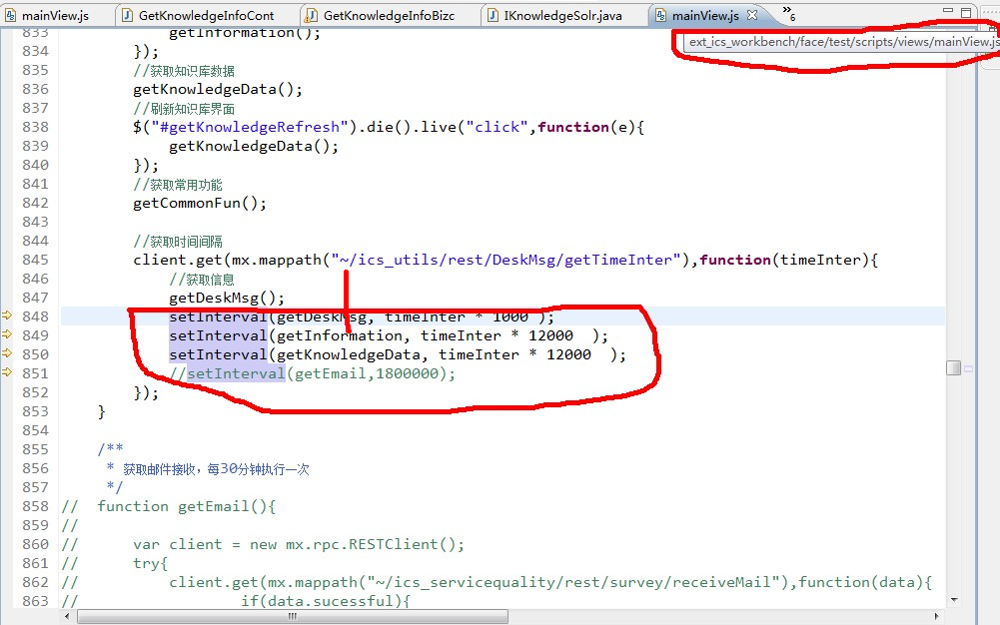 mainView.js
GetKnowledgeInfoCont
GetKnowledgeInfoBizc
IKnowledgeSolr.java
mainView.js
»6
ext_ics_workbench/face/test/scripts/views/mainView.js
833 getInformation();
834 });
835 //获取知识库数据
836 getKnowledgeData();
837 //刷新知识库界面
838 $("#getKnowledgeRefresh").die().live("click",function(e){
839 getKnowledgeData();
840 });
841 //获取常用功能
842 getCommonFun();
843
844 //获取时间间隔
845 client.get(mx.mappath("~/ics_utils/rest/DeskMsg/getTimeInter"),function(timeInter){
846 //获取信息
847 getDeskMsg();
848 setInterval(getDeskMsg, timeInter * 1000 );
849 setInterval(getInformation, timeInter * 12000 );
850 setInterval(getKnowledgeData, timeInter * 12000 );
851 //setInterval(getEmail,1800000);
852 });
853 }
854
855 /**
856 * 获取邮件接收，每30分钟执行一次
857 */
858 // function getEmail(){
859 //
860 // var client = new mx.rpc.RESTClient();
861 // try{
862 // client.get(mx.mappath("~/ics_servicequality/rest/survey/receiveMail"),function(data){
863 // if(data.sucessful){